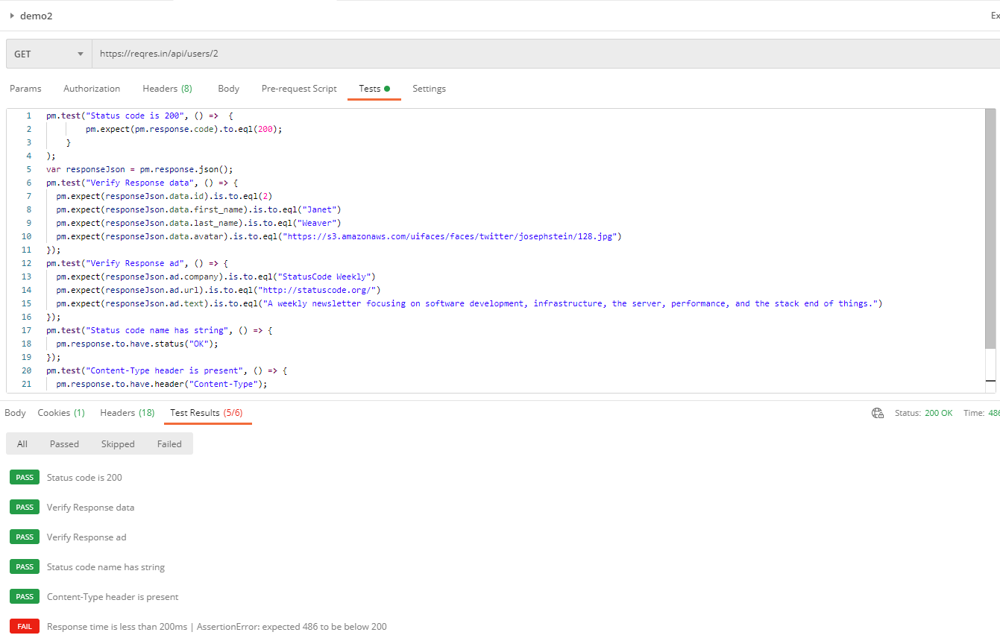 demo2 Ex
GET https://reqres.in/api/users/2
Params Authorization Headers (8) Body Pre-request Script Tests Settings
1 pm.test("Status code is 200", () => {
2 pm.expect(pm.response.code).to.eql(200);
3 }
4 );
5 var responseJson = pm.response.json();
6 pm.test("Verify Response data", () => {
7 pm.expect(responseJson.data.id).is.to.eql(2)
8 pm.expect(responseJson.data.first_name).is.to.eql("Janet")
9 pm.expect(responseJson.data.last_name).is.to.eql("Weaver")
10 pm.expect(responseJson.data.avatar).is.to.eql("https://s3.amazonaws.com/uifaces/faces/twitter/josephstein/128.jpg")
11 });
12 pm.test("Verify Response ad", () => {
13 pm.expect(responseJson.ad.company).is.to.eql("StatusCode Weekly")
14 pm.expect(responseJson.ad.url).is.to.eql("http://statuscode.org/")
15 pm.expect(responseJson.ad.text).is.to.eql("A weekly newsletter focusing on software development, infrastructure, the server, performance, and the stack end of things.")
16 });
17 pm.test("Status code name has string", () => {
18 pm.response.to.have.status("OK");
19 });
20 pm.test("Content-Type header is present", () => {
21 pm.response.to.have.header("Content-Type");
Body Cookies (1) Headers (18) Test Results (5/6) Status: 200 OK Time: 486
All Passed Skipped Failed
PASS Status code is 200
PASS Verify Response data
PASS Verify Response ad
PASS Status code name has string
PASS Content-Type header is present
FAIL Response time is less than 200ms | AssertionError: expected 486 to be below 200